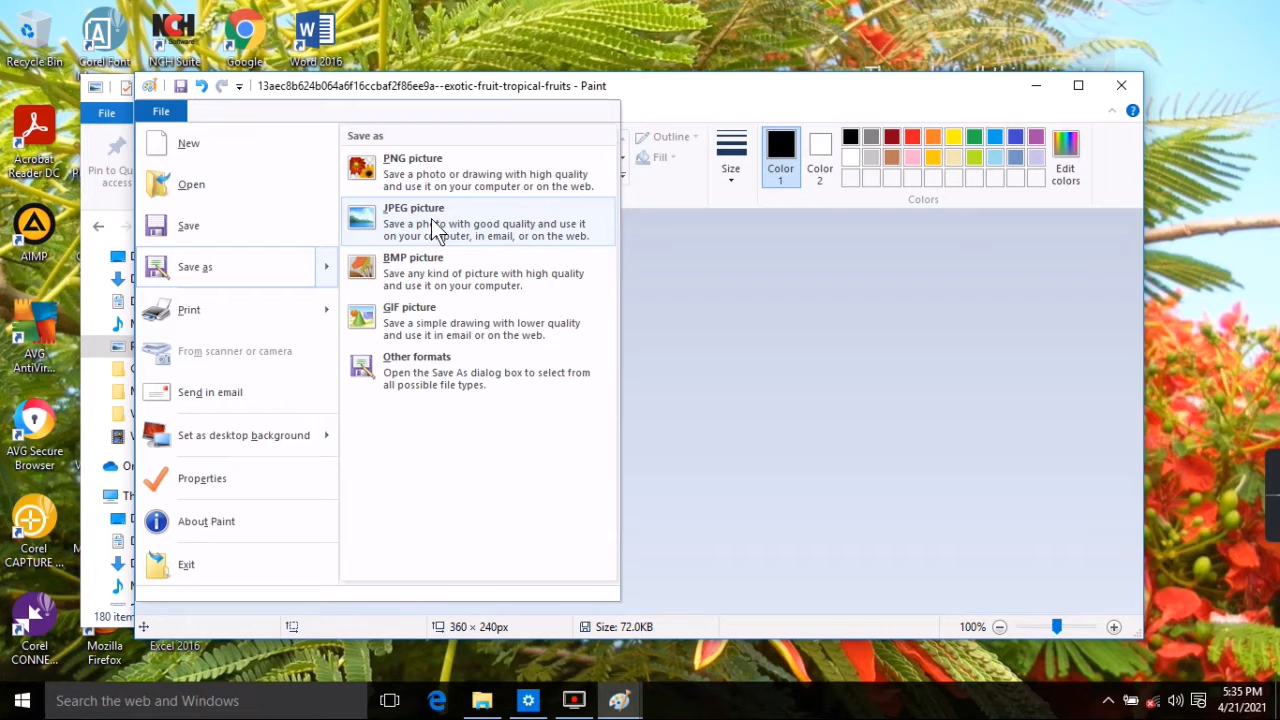 Recycle Bin
Corel Font
NCH Suite
Google
Word 2016
13aec8b624b064a6f16ccbaf2f86ee9a--exotic-fruit-tropical-fruits - Paint
File
File
Pin to Quick
access
New
Open
Save
Save as
Print
From scanner or camera
Send in email
Set as desktop background
Properties
About Paint
Exit
Save as
PNG picture
Save a photo or drawing with high quality
and use it on your computer or on the web.
JPEG picture
Save a photo with good quality and use it
on your computer, in email, or on the web.
BMP picture
Save any kind of picture with high quality
and use it on your computer.
GIF picture
Save a simple drawing with lower quality
and use it in email or on the web.
Other formats
Open the Save As dialog box to select from
all possible file types.
Outline
Fill
Size
Color
1
Color
2
Edit
colors
Colors
Acrobat
Reader DC
AIMP
AVG
AntiVir...
AVG Secure
Browser
Corel
CAPTURE ...
Corel
CONNE...
Mozilla
Firefox
Excel 2016
180 item
360 × 240px
Size: 72.0KB
100%
Search the web and Windows
5:35 PM
4/21/2021